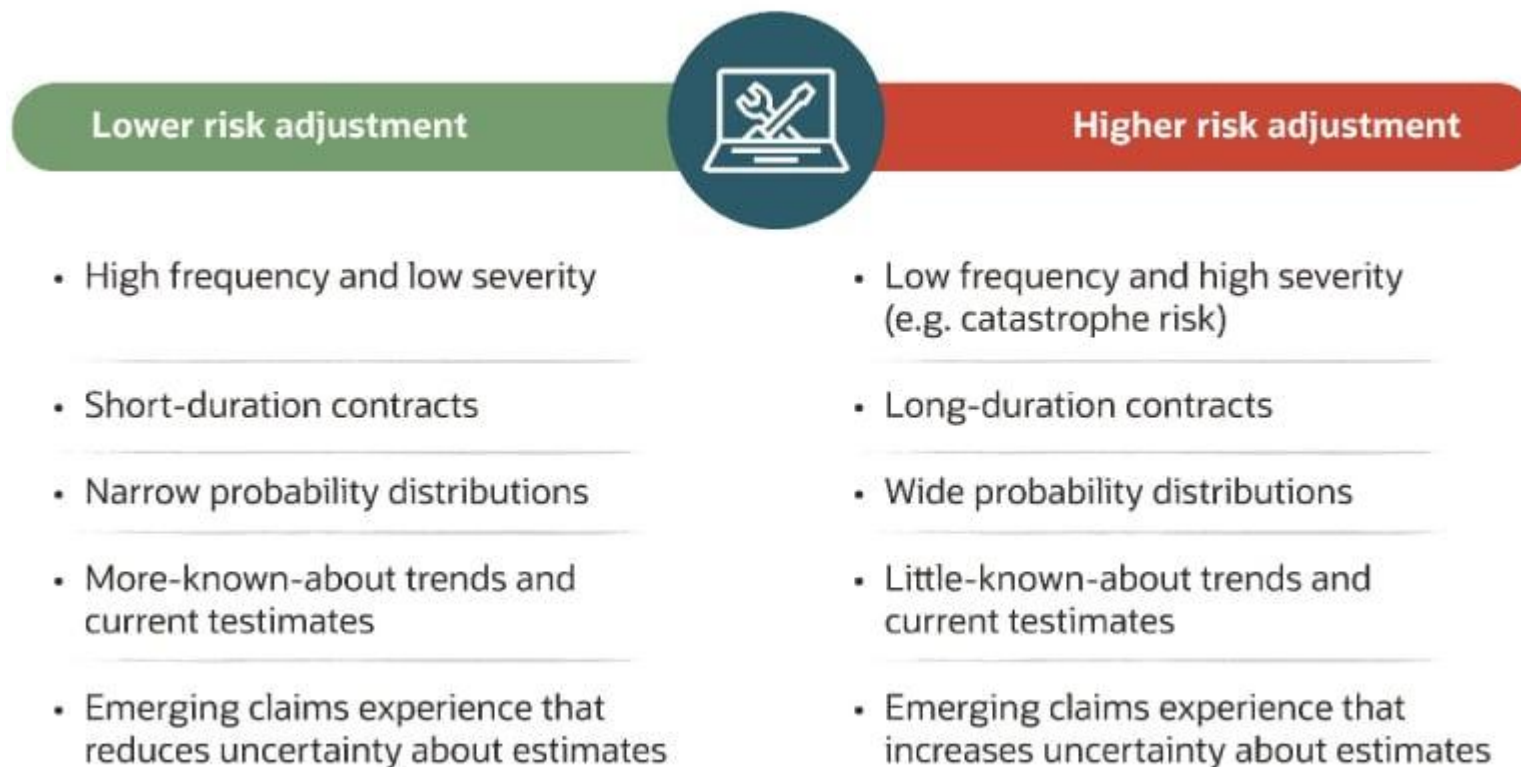 Lower risk adjustment
Higher risk adjustment
• High frequency and low severity
• Low frequency and high severity
(e.g. catastrophe risk)
• Short-duration contracts
• Long-duration contracts
• Narrow probability distributions
• Wide probability distributions
• More-known-about trends and
current testimates
• Little-known-about trends and
current testimates
• Emerging claims experience that
reduces uncertainty about estimates
• Emerging claims experience that
increases uncertainty about estimates